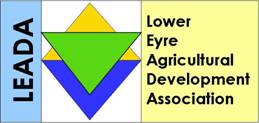 LEADA
Lower
Eyre
Agricultural
Development
Association